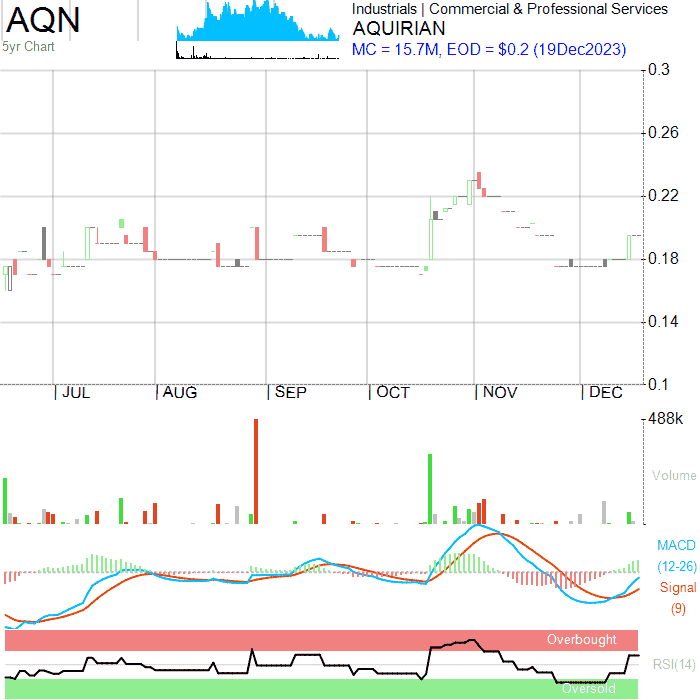 AQN
5yr Chart
Industrials | Commercial & Professional Services
AQUIRIAN
MC = 15.7M, EOD = $0.2 (19Dec2023)
0.3
0.26
0.22
0.18
0.14
0.1
| JUL | AUG | SEP | OCT | NOV | DEC
488k
Volume
MACD
(12-26)
Signal
(9)
Overbought
RSI(14)
Oversold